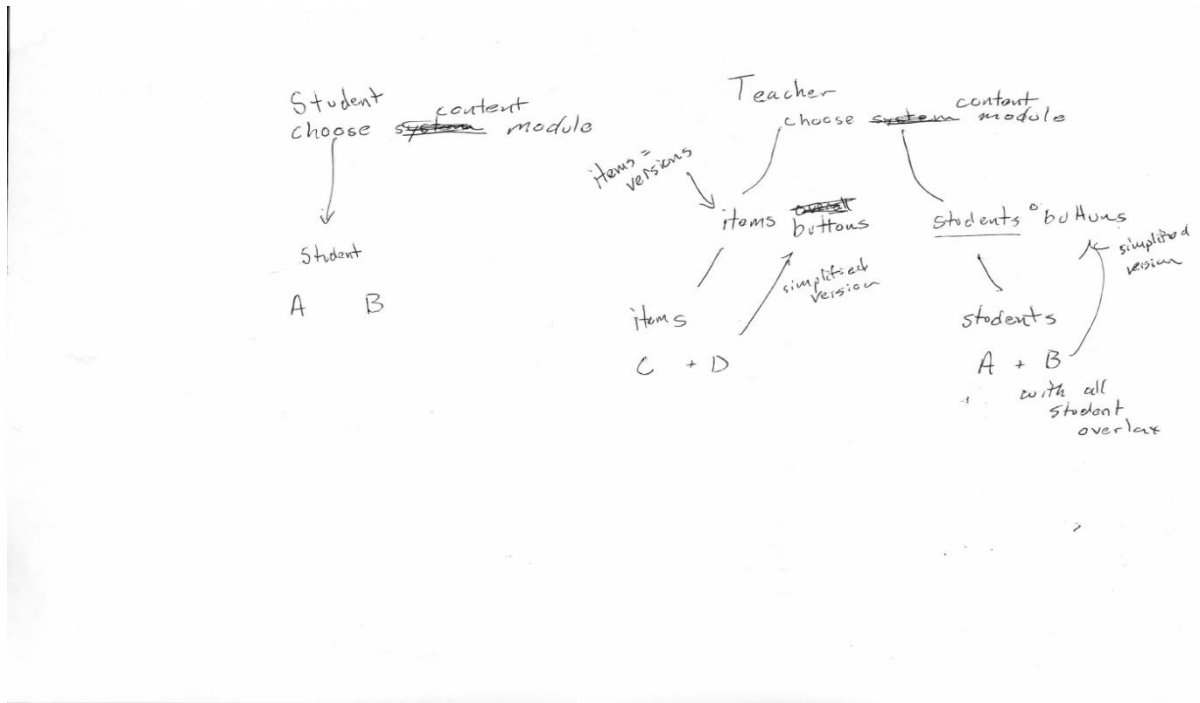 Student
content
choose system module
Student
A B
Teacher
content
choose system module
items =
versions
items overall
buttons
simplified
version
items
C + D
students buttons
simplified
version
students
A + B
with all
student
overlax